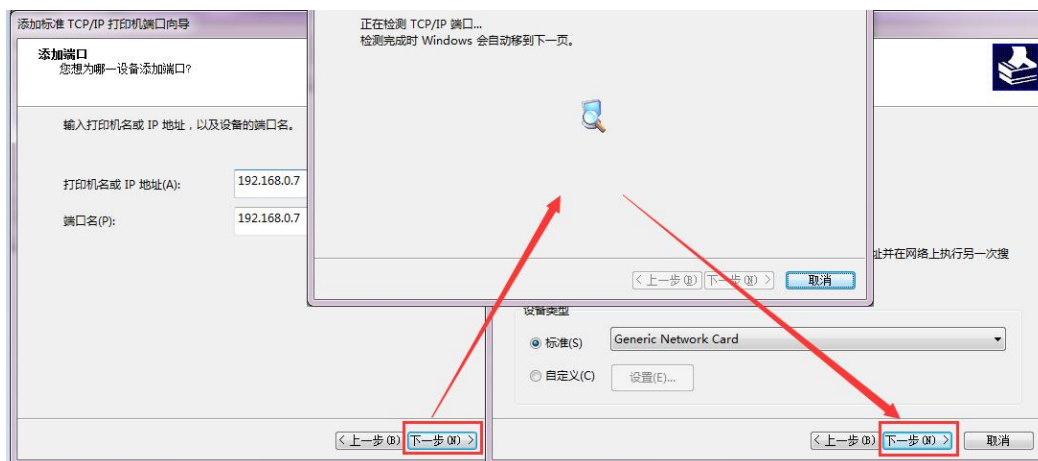 添加标准 TCP/IP 打印机端口向导
添加端口
您想为哪一设备添加端口?
输入打印机名或 IP 地址，以及设备的端口名。
打印机名或 IP 地址(A):
192.168.0.7
端口名(P):
192.168.0.7
<上一步(B)
下一步(N) >
正在检测 TCP/IP 端口...
检测完成时 Windows 会自动移到下一页。
<上一步(B)
下一步(N) >
取消
址并在网络上执行另一次搜
设备类型
标准(S)
Generic Network Card
自定义(C)
设置(E)...
<上一步(B)
下一步(N) >
取消